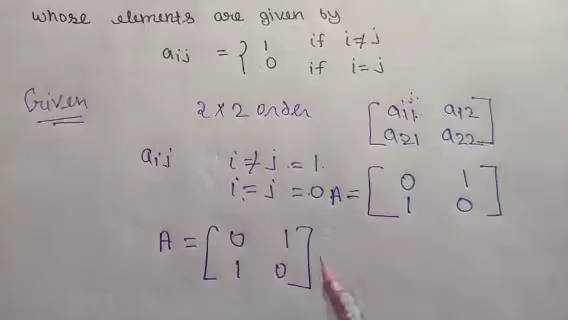 whose elements are given by
aij = { 1 if i≠j
0 if i=j
Given 2×2 order [ a11 a12
a21 a22 ]
aij i≠j = 1.
i=j = 0 A = [ 0 1
1 0 ]
A = [ 0 1
1 0 ]